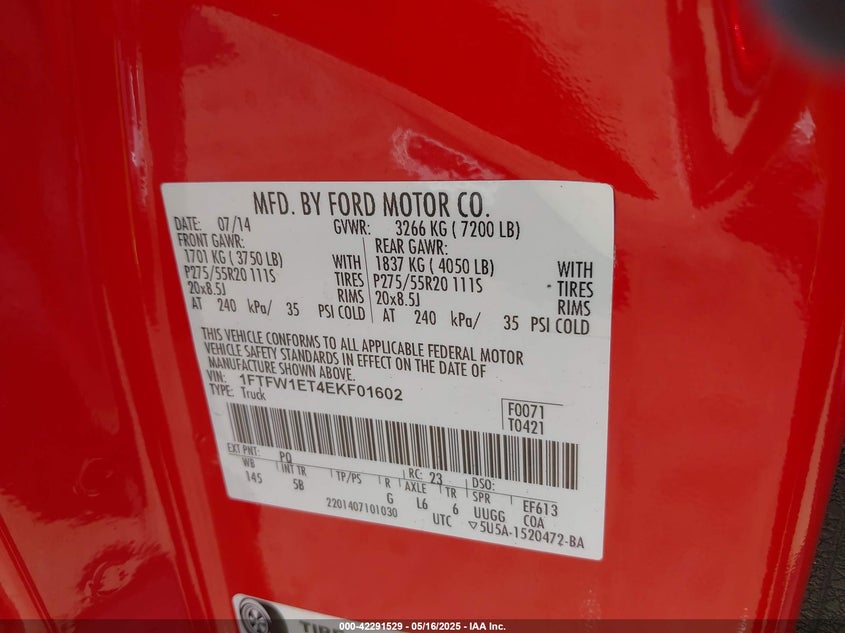 MFD. BY FORD MOTOR CO.
DATE: 07/14 GVWR: 3266 KG ( 7200 LB)
FRONT GAWR: REAR GAWR:
1701 KG ( 3750 LB) WITH 1837 KG ( 4050 LB) WITH
P275/55R20 111S TIRES P275/55R20 111S TIRES
20x8.5J RIMS 20x8.5J RIMS
AT 240 kPa/ 35 PSI COLD AT 240 kPa/ 35 PSI COLD
THIS VEHICLE CONFORMS TO ALL APPLICABLE FEDERAL MOTOR
VEHICLE SAFETY STANDARDS IN EFFECT ON THE DATE OF
MANUFACTURE SHOWN ABOVE.
VIN: 1FTFW1ET4EKF01602
TYPE: Truck
F0071
T0421
EXT PNT: PQ RC: 23 DSO:
WB INT TR TP/PS R AXLE TR SPR EF613
145 5B G L6 6 UUGG COA
2201407101030 UTC ▽5U5A-1520472-BA
000-42291529 - 05/16/2025 - IAA Inc.